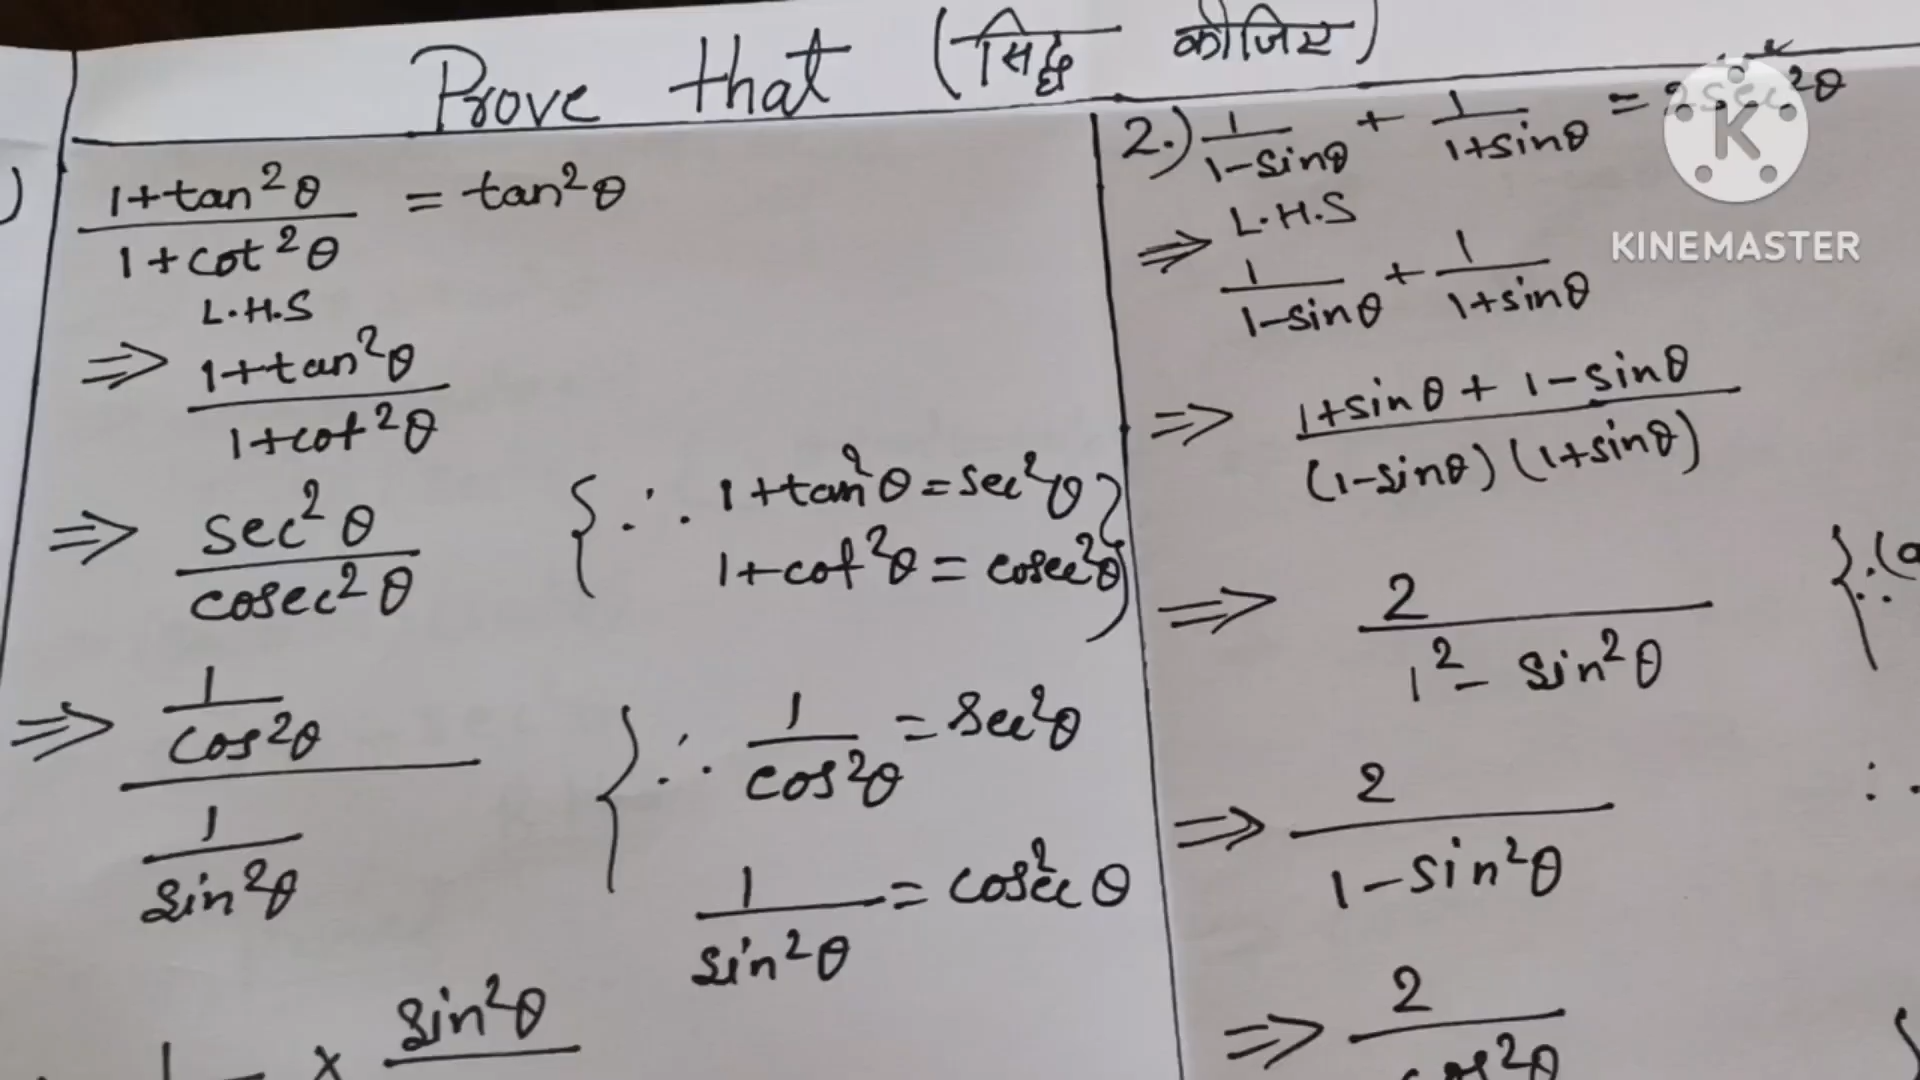 Prove that (सिद्ध कीजिए)
)
1+tan²θ / 1+cot²θ = tan²θ
L.H.S
⇒ 1+tan²θ / 1+cot²θ
⇒ sec²θ / cosec²θ { ∵ 1+tan²θ = sec²θ }
1+cot²θ = cosec²θ
⇒ 1/cos²θ / 1/sin²θ { ∵ 1/cos²θ = sec²θ
1/sin²θ = cosec²θ
× sin²θ
2.) 1/1-sinθ + 1/1+sinθ = 2sec²θ
L.H.S
⇒ 1/1-sinθ + 1/1+sinθ
⇒ 1+sinθ + 1-sinθ / (1-sinθ) (1+sinθ)
⇒ 2 / 1² - sin²θ { ∵ (a
⇒ 2 / 1-sin²θ
⇒ 2 / cos²θ
K
KINEMASTER